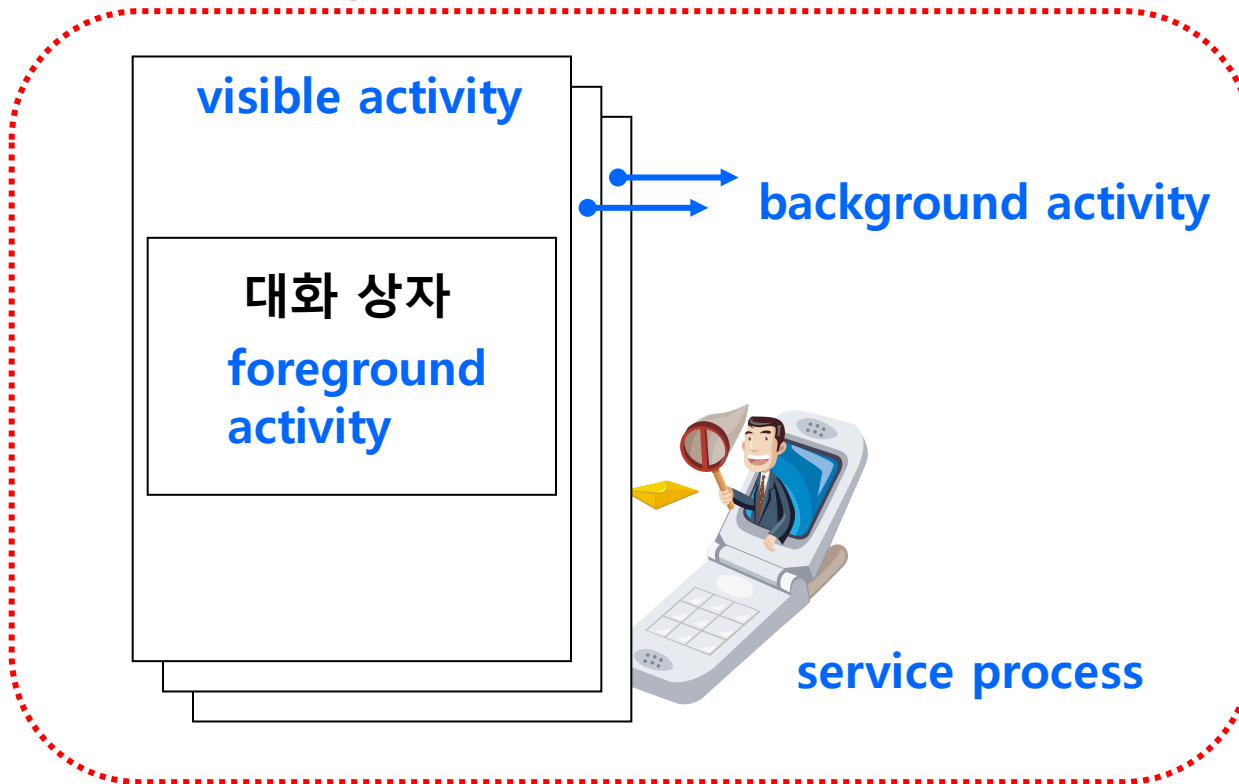 visible activity
background activity
대화 상자
foreground
activity
service process